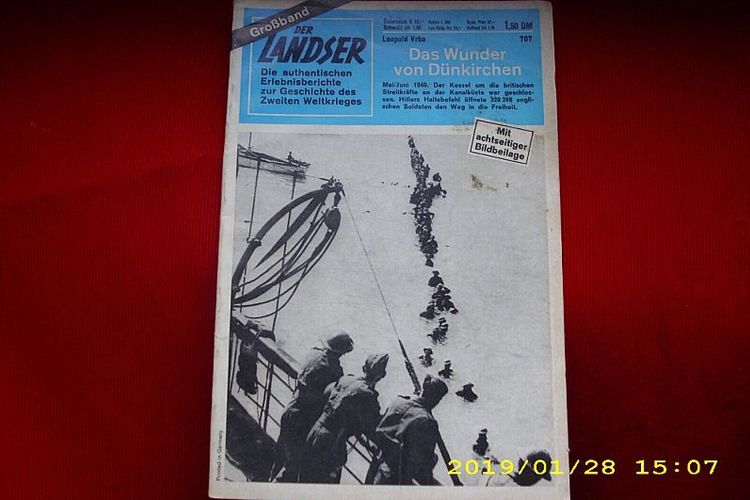 Großband
DER
LANDSER
Die authentischen
Erlebnisberichte
zur Geschichte des
Zweiten Weltkrieges
1,50 DM
Leopold Vrba
707
Das Wunder
von Dünkirchen
Mai/Juni 1940. Der Kessel um die britischen
Streitkräfte an der Kanalküste war geschlos-
sen. Hitlers Haltebefehl öffnete 328 266 engli-
schen Soldaten den Weg in die Freiheit.
Mit
achtseitiger
Bildbeilage
Printed in Germany
2019/01/28 15:07